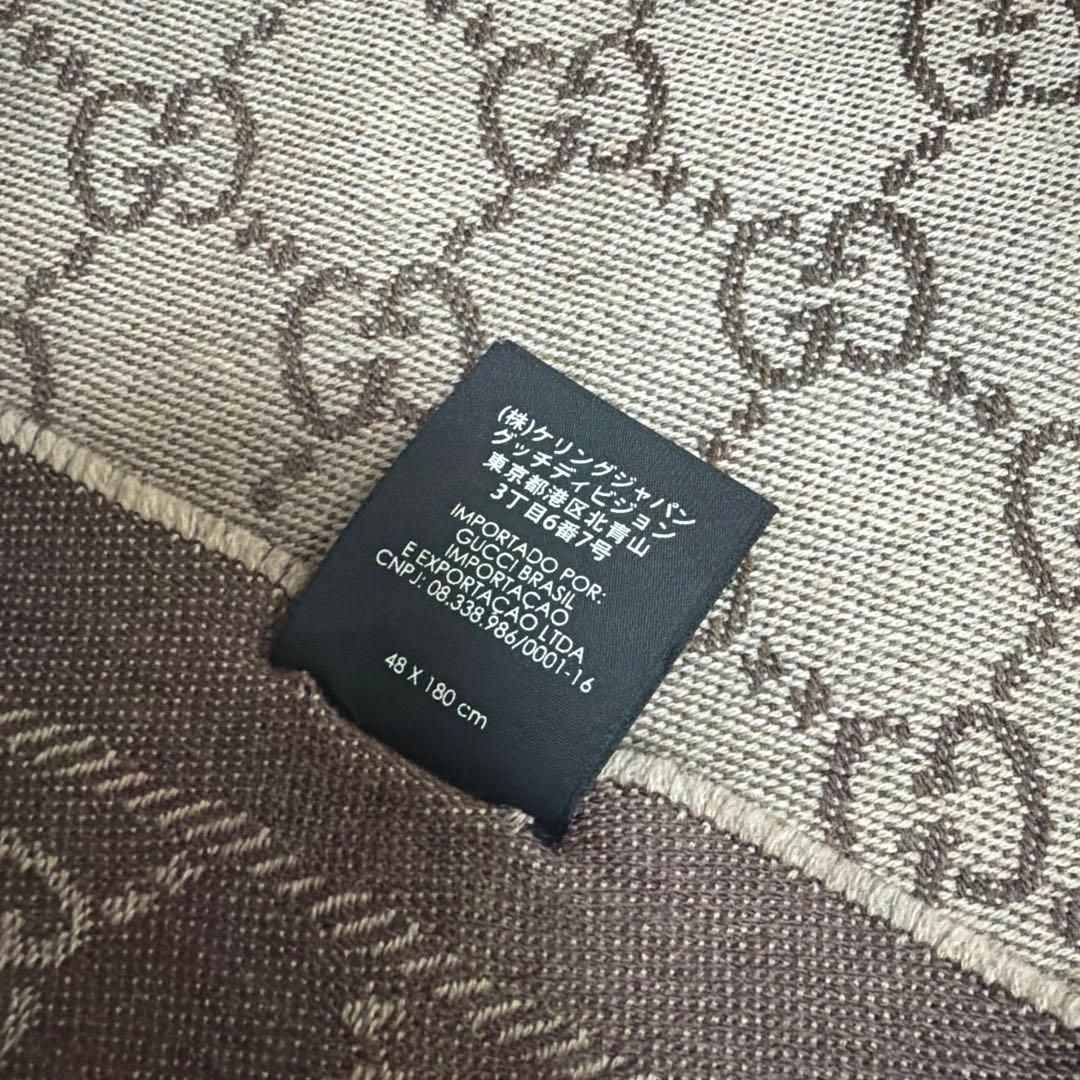 (株)ケリングジャパン
グッチディビジョン
東京都港区北青山
3丁目6番7号
IMPORTADO POR:
GUCCI BRASIL
IMPORTAÇAO
E EXPORTAÇAO LTDA
CNPJ: 08.338.986/0001-16
48 X 180 cm